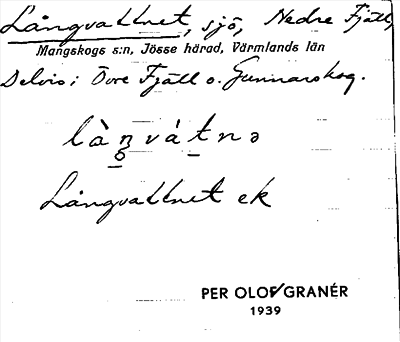 Långvattnet, sjö, Nedre Fjäll,
Mangskogs s:n, Jösse härad, Värmlands län
Delvis i Övre Fjäll o. Gunnarskog.
Långvattnet ek
PER OLOF GRANÉR
1939